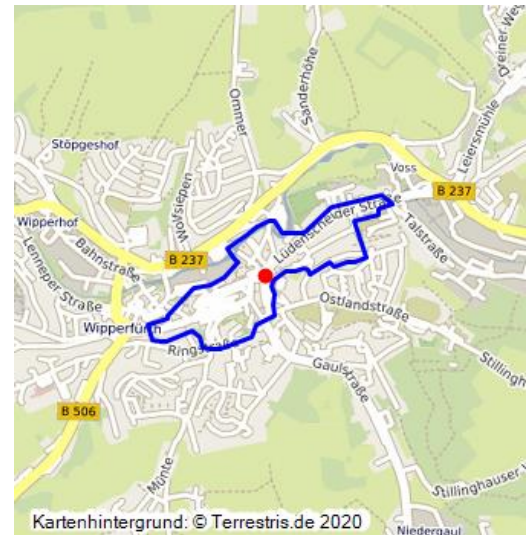 Dreiner Weg
Sanderhöhe
Ommer
Leiersmühle
Stöpgeshof
Voss
Wolfsiepen
B 237
Wipperhof
Lüdenscheider Straße
Bahnstraße
Talstraße
B 237
Lenneper Straße
Ostlandstraße
Wipperfürth
Ringstraße
Gaulstraße
Stillinghauser
B 506
Münte
Stillinghauser
Niedergaul
Kartenhintergrund: © Terrestris.de 2020